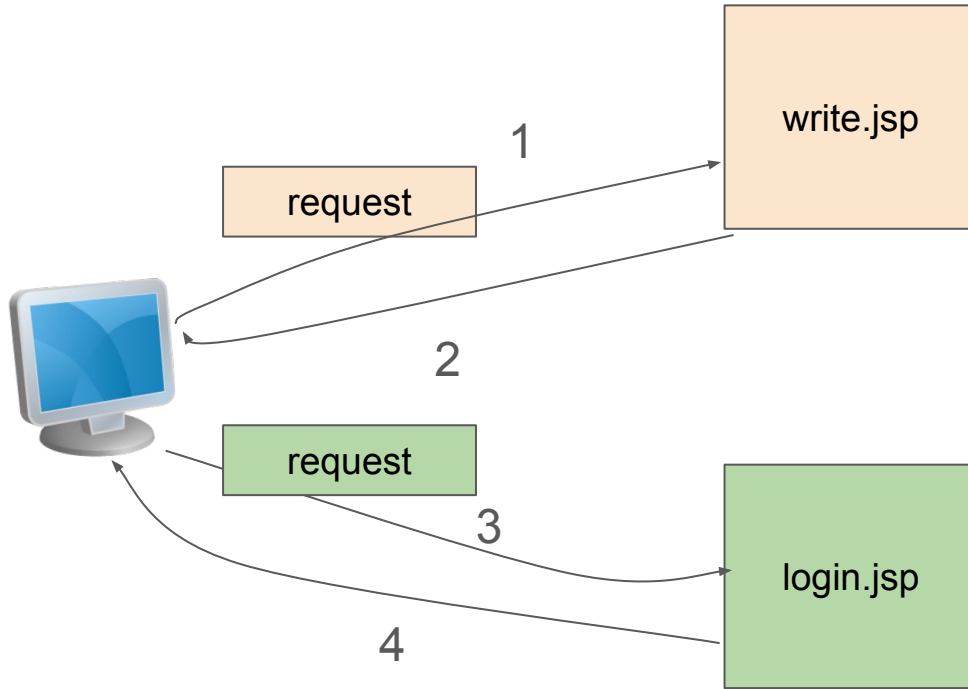 write.jsp
1
request
2
request
3
login.jsp
4